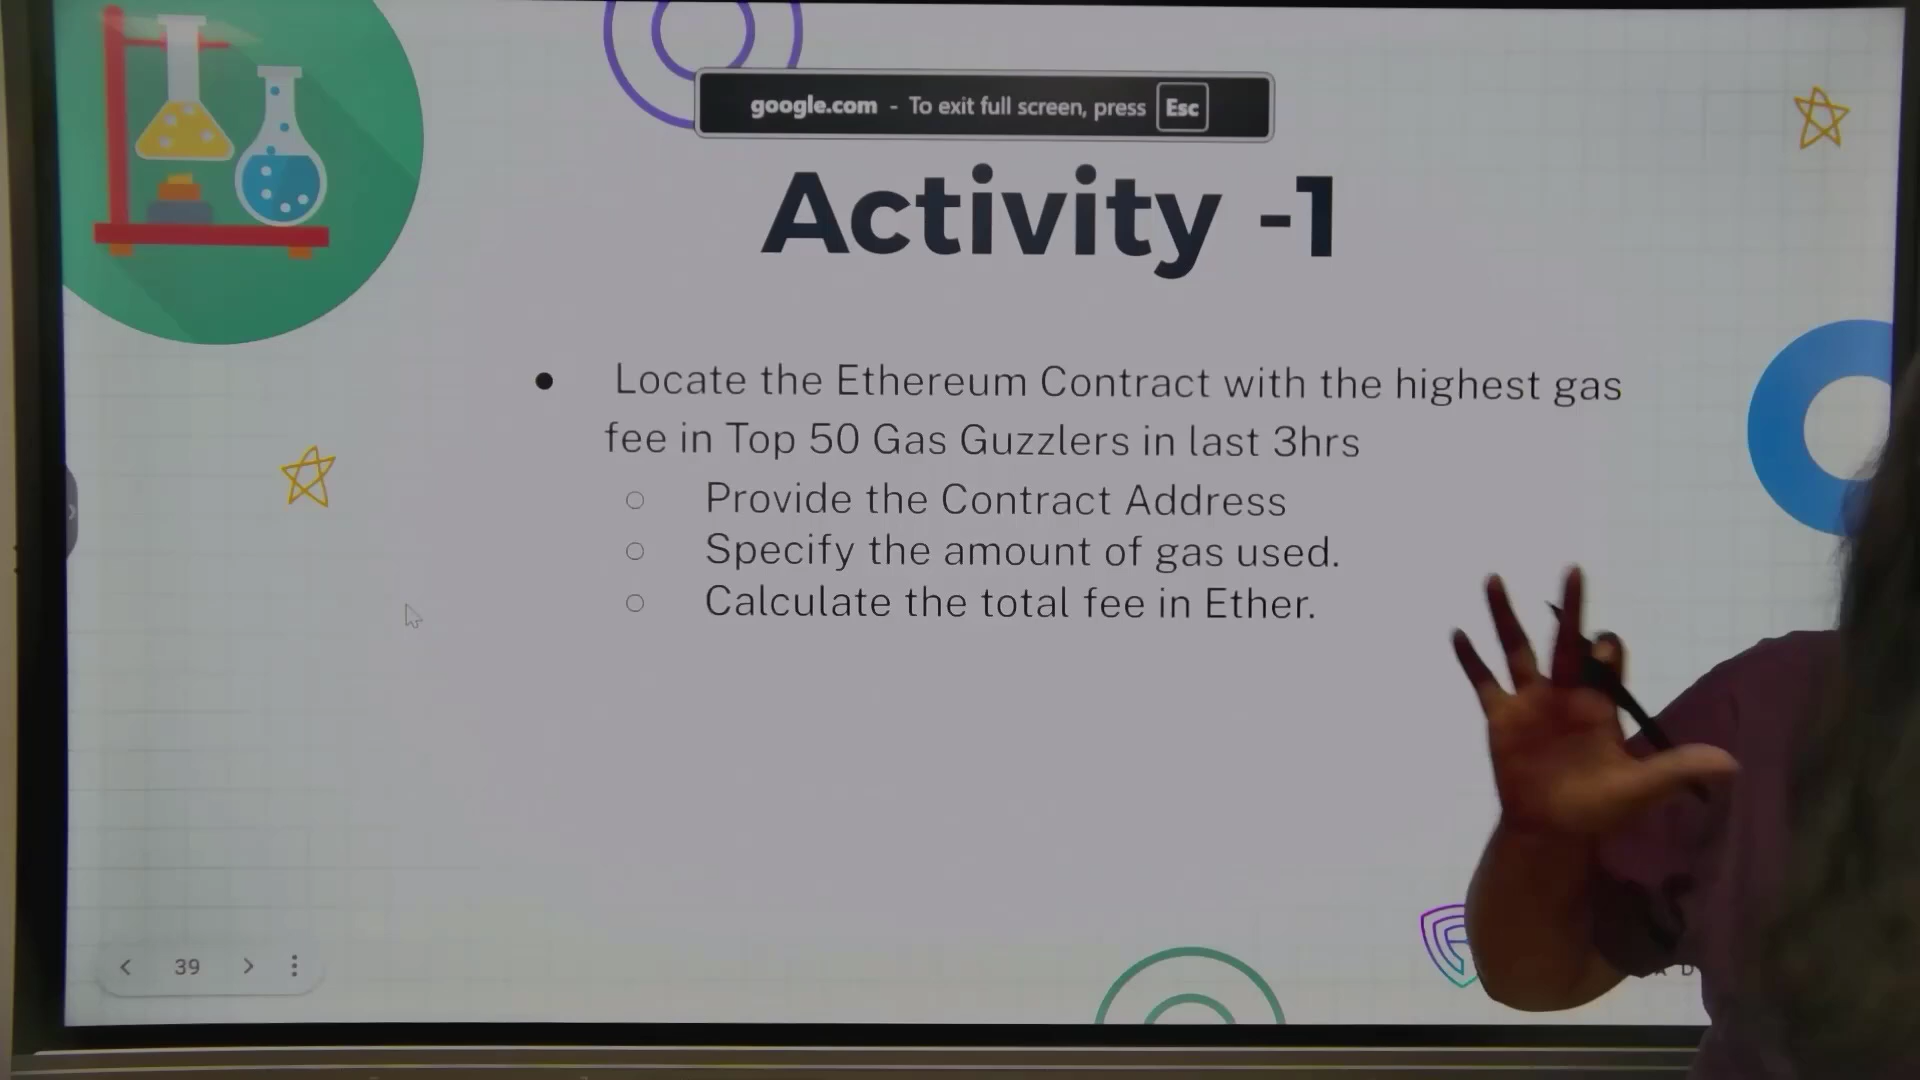 google.com - To exit full screen, press Esc
Activity -1
● Locate the Ethereum Contract with the highest gas
fee in Top 50 Gas Guzzlers in last 3hrs
○ Provide the Contract Address
○ Specify the amount of gas used.
○ Calculate the total fee in Ether.
39